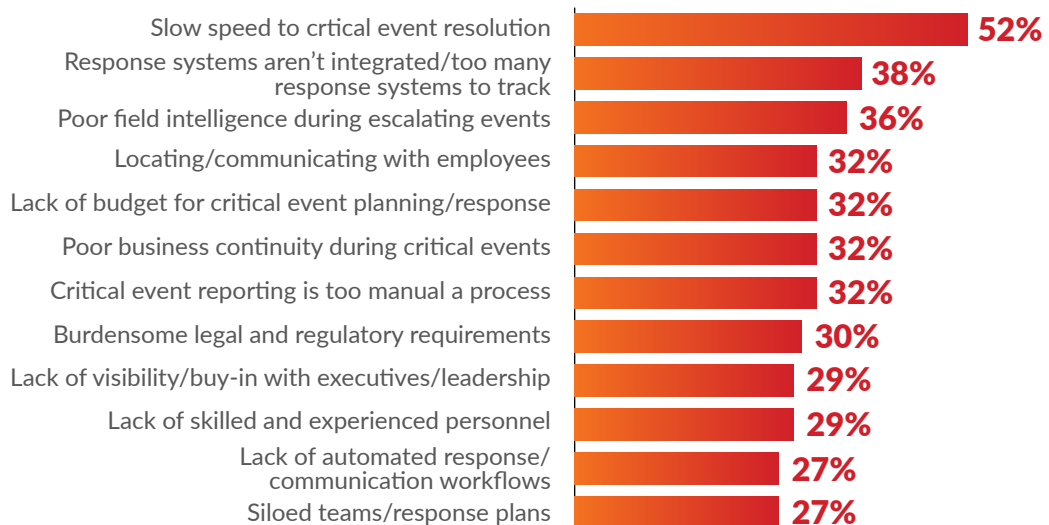 Slow speed to crtical event resolution 52%
Response systems aren’t integrated/too many
response systems to track 38%
Poor field intelligence during escalating events 36%
Locating/communicating with employees 32%
Lack of budget for critical event planning/response 32%
Poor business continuity during critical events 32%
Critical event reporting is too manual a process 32%
Burdensome legal and regulatory requirements 30%
Lack of visibility/buy-in with executives/leadership 29%
Lack of skilled and experienced personnel 29%
Lack of automated response/
communication workflows 27%
Siloed teams/response plans 27%